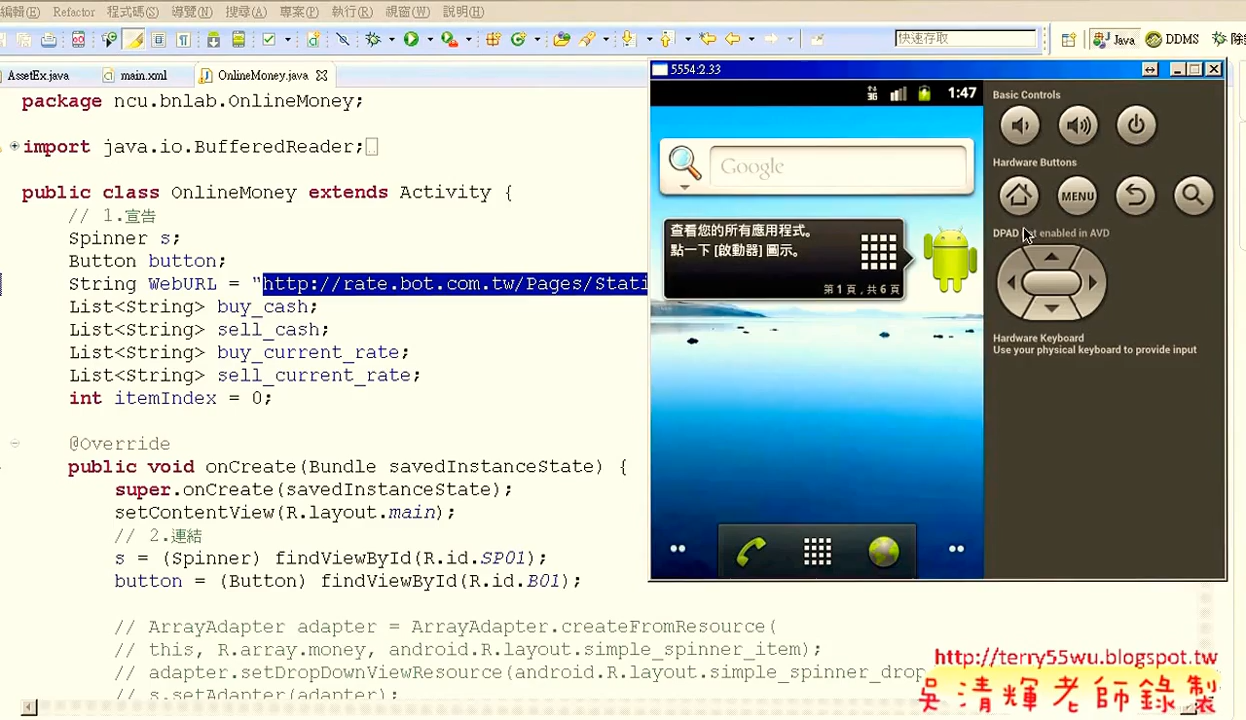 編輯(E) Refactor 程式碼(S) 導覽(N) 搜尋(A) 專案(P) 執行(R) 視窗(W) 說明(H)
快速存取
Java
DDMS
AssetEx.java
main.xml
OnlineMoney.java
package ncu.bnlab.OnlineMoney;
import java.io.BufferedReader;
public class OnlineMoney extends Activity {
// 1.宣告
Spinner s;
Button button;
String WebURL = "http://rate.bot.com.tw/Pages/Stati
List<String> buy_cash;
List<String> sell_cash;
List<String> buy_current_rate;
List<String> sell_current_rate;
int itemIndex = 0;
@Override
public void onCreate(Bundle savedInstanceState) {
super.onCreate(savedInstanceState);
setContentView(R.layout.main);
// 2.連結
s = (Spinner) findViewById(R.id.SP01);
button = (Button) findViewById(R.id.B01);
// ArrayAdapter adapter = ArrayAdapter.createFromResource(
// this, R.array.money, android.R.layout.simple_spinner_item);
// adapter.setDropDownViewResource(android.R.layout.simple_spinner_drop
// s.setAdapter(adapter);
5554:2.33
3G
1:47
Google
查看您的所有應用程式。
點一下 [啟動器] 圖示。
第 1 頁 , 共 6 頁
Basic Controls
Hardware Buttons
MENU
DPAD not enabled in AVD
Hardware Keyboard
Use your physical keyboard to provide input
http://terry55wu.blogspot.tw
吳清輝老師錄製